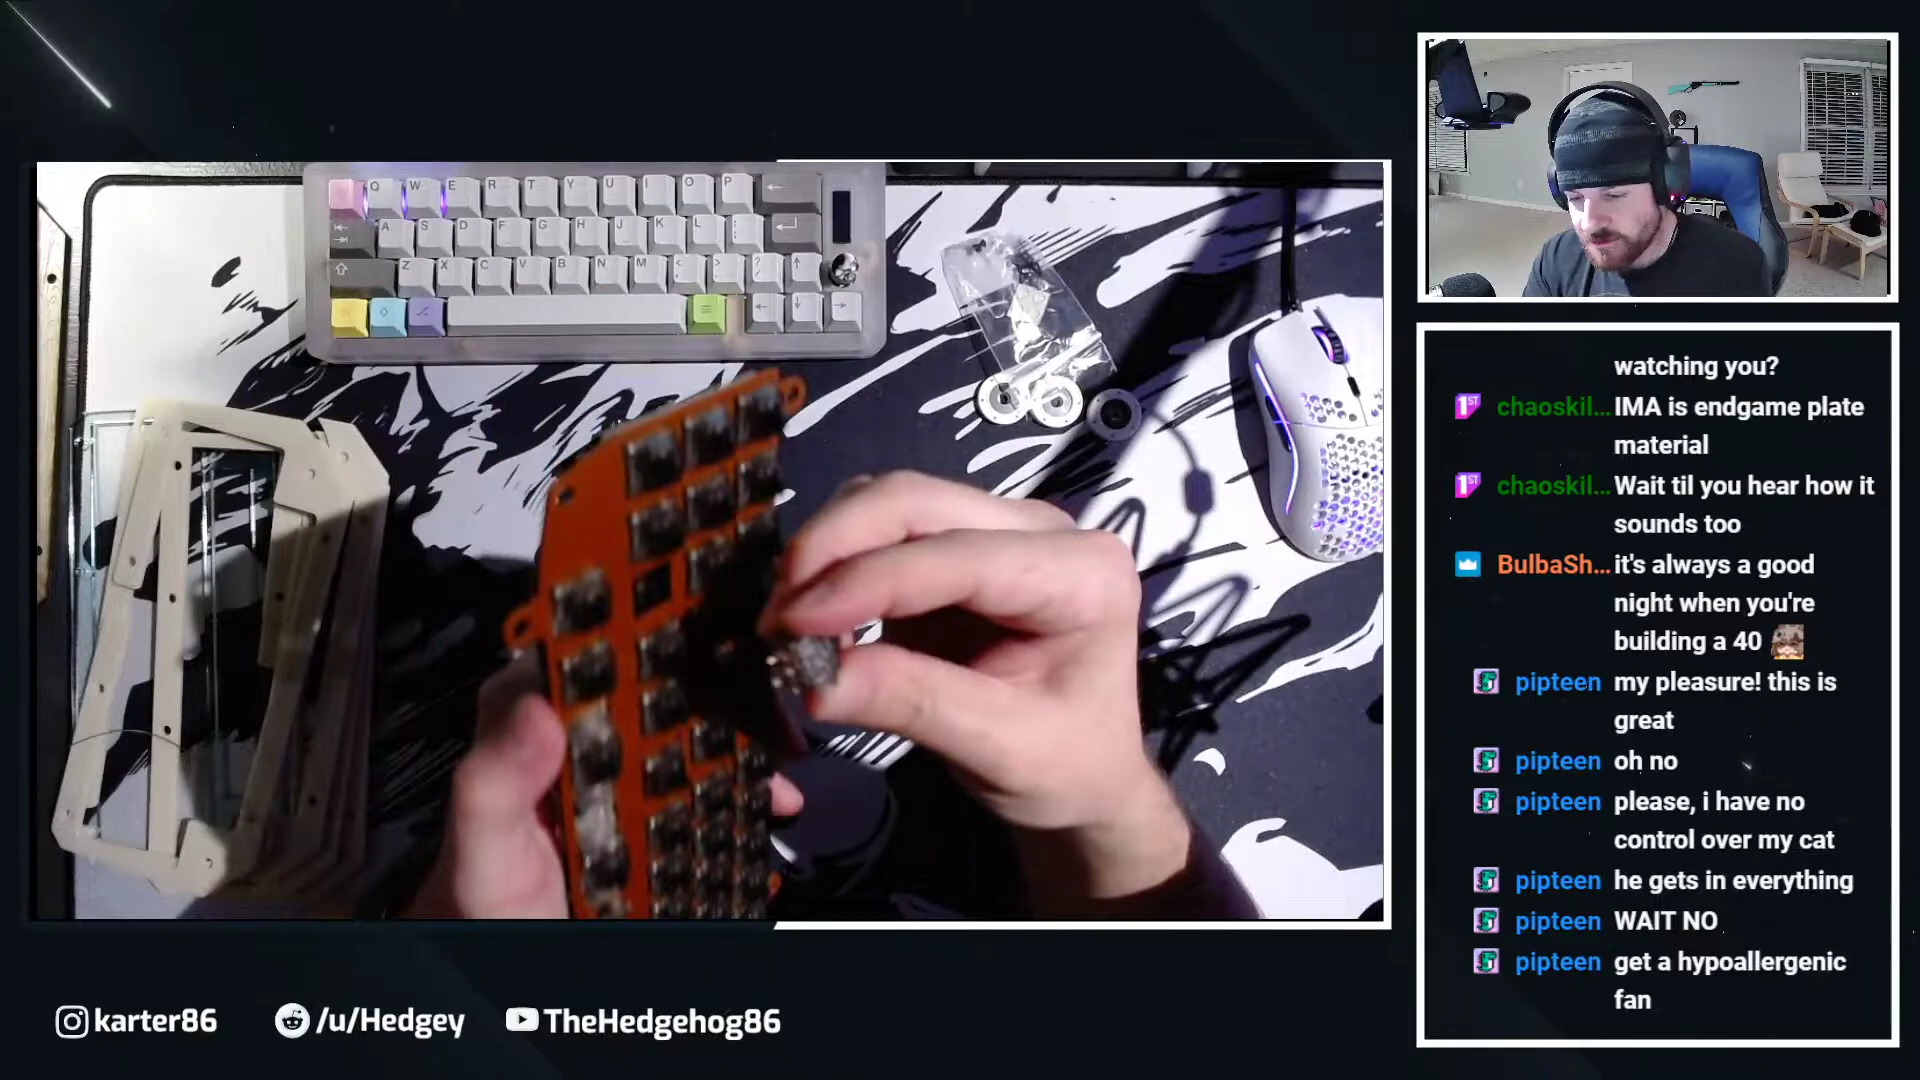 Q W E R T Y U I O P
A S D F G H J K L
Z X C V B N M < > ?
watching you?
chaoskil... IMA is endgame plate
material
chaoskil... Wait til you hear how it
sounds too
BulbaSh... it's always a good
night when you're
building a 40
pipteen my pleasure! this is
great
pipteen oh no
pipteen please, i have no
control over my cat
pipteen he gets in everything
pipteen WAIT NO
pipteen get a hypoallergenic
fan
karter86 /u/Hedgey TheHedgehog86